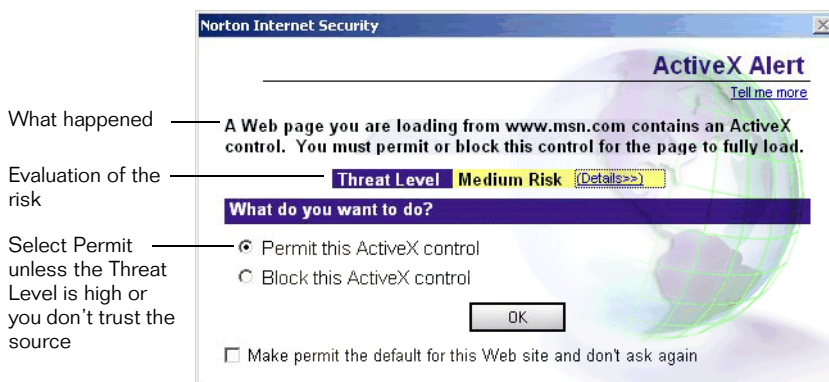 Norton Internet Security
ActiveX Alert
Tell me more
What happened
A Web page you are loading from www.msn.com contains an ActiveX
control. You must permit or block this control for the page to fully load.
Evaluation of the
risk
Threat Level Medium Risk (Details>>)
What do you want to do?
Select Permit
unless the Threat
Level is high or
you don't trust the
source
Permit this ActiveX control
Block this ActiveX control
OK
Make permit the default for this Web site and don't ask again